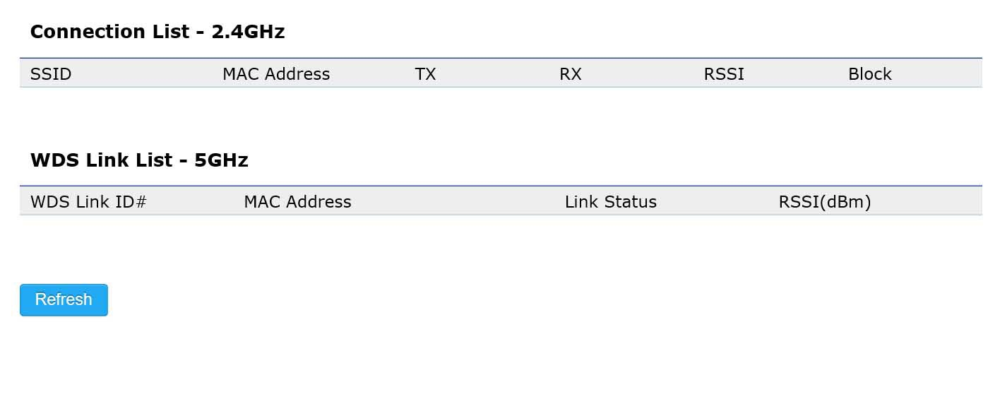 Connection List - 2.4GHz
SSID MAC Address TX RX RSSI Block
WDS Link List - 5GHz
WDS Link ID# MAC Address Link Status RSSI(dBm)
Refresh